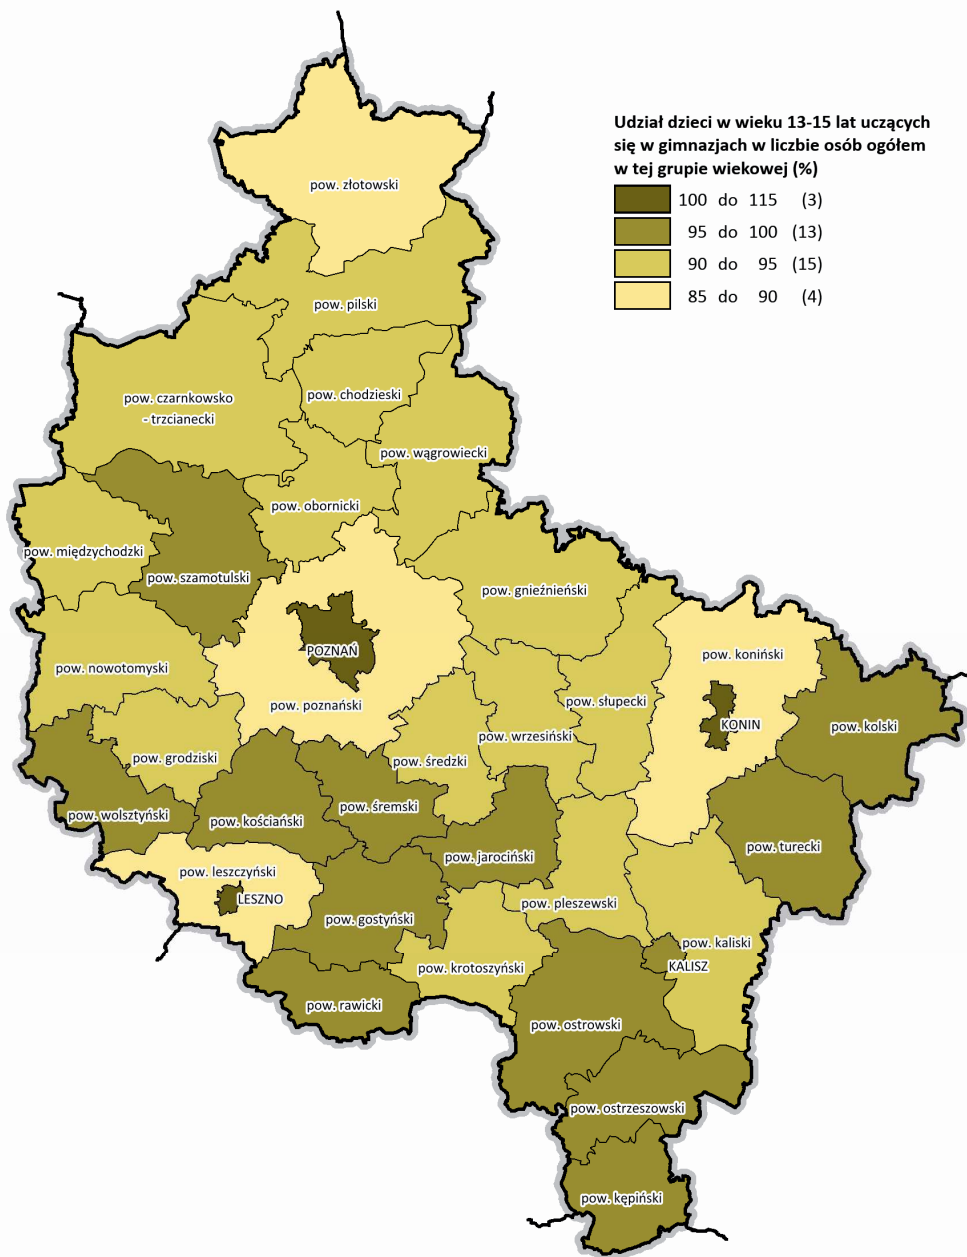 Udział dzieci w wieku 13-15 lat uczących
się w gimnazjach w liczbie osób ogółem
w tej grupie wiekowej (%)
100 do 115 (3)
95 do 100 (13)
90 do 95 (15)
85 do 90 (4)
pow. złotowski
pow. pilski
pow. czarnkowsko
- trzcianecki
pow. chodzieski
pow. wągrowiecki
pow. obornicki
pow. międzychodzki
pow. szamotulski
pow. gnieźnieński
POZNAŃ
pow. koniński
pow. nowotomyski
pow. poznański
pow. słupecki
KONIN
pow. kolski
pow. wrzesiński
pow. grodziski
pow. średzki
pow. wolsztyński
pow. kościański
pow. śremski
pow. turecki
pow. jarociński
pow. leszczyński
LESZNO
pow. pleszewski
pow. gostyński
pow. kaliski
KALISZ
pow. krotoszyński
pow. rawicki
pow. ostrowski
pow. ostrzeszowski
pow. kępiński